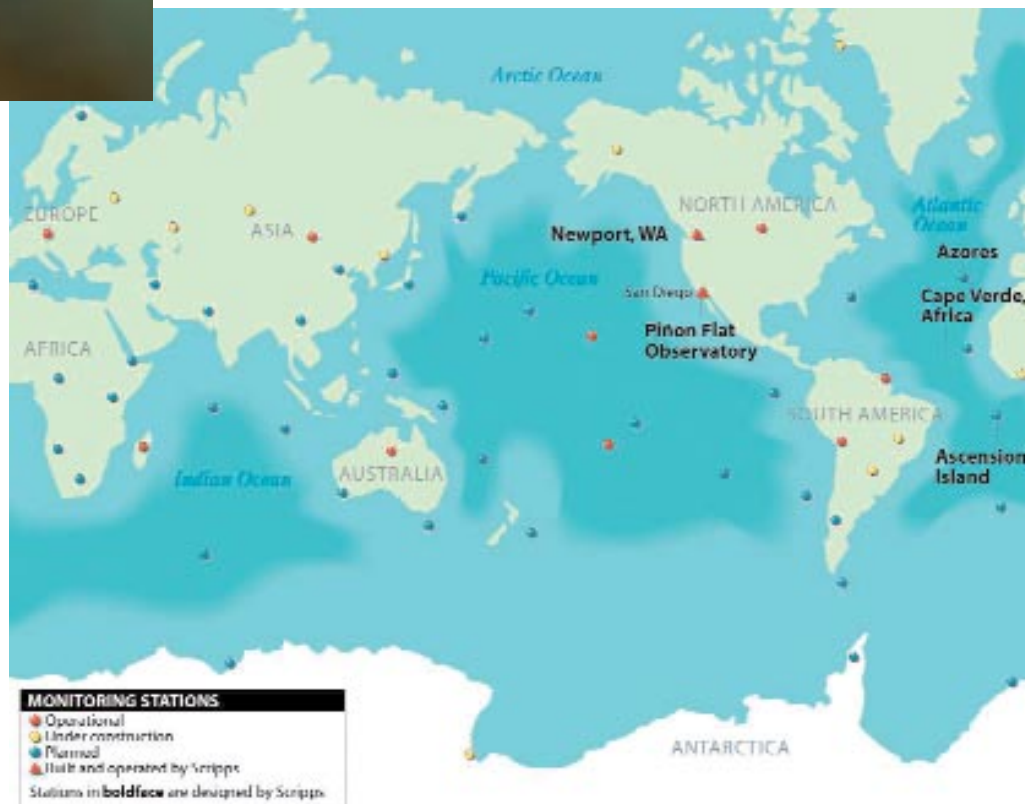 Arctic Ocean
EUROPE
ASIA
NORTH AMERICA
Atlantic
Ocean
Newport, WA
Azores
Pacific Ocean
San Diego
Cape Verde,
Africa
Piñon Flat
Observatory
AFRICA
SOUTH AMERICA
Ascension
Island
Indian Ocean
AUSTRALIA
MONITORING STATIONS
Operational
Under construction
Planned
Built and operated by Scripps
Stations in boldface are designed by Scripps
ANTARCTICA